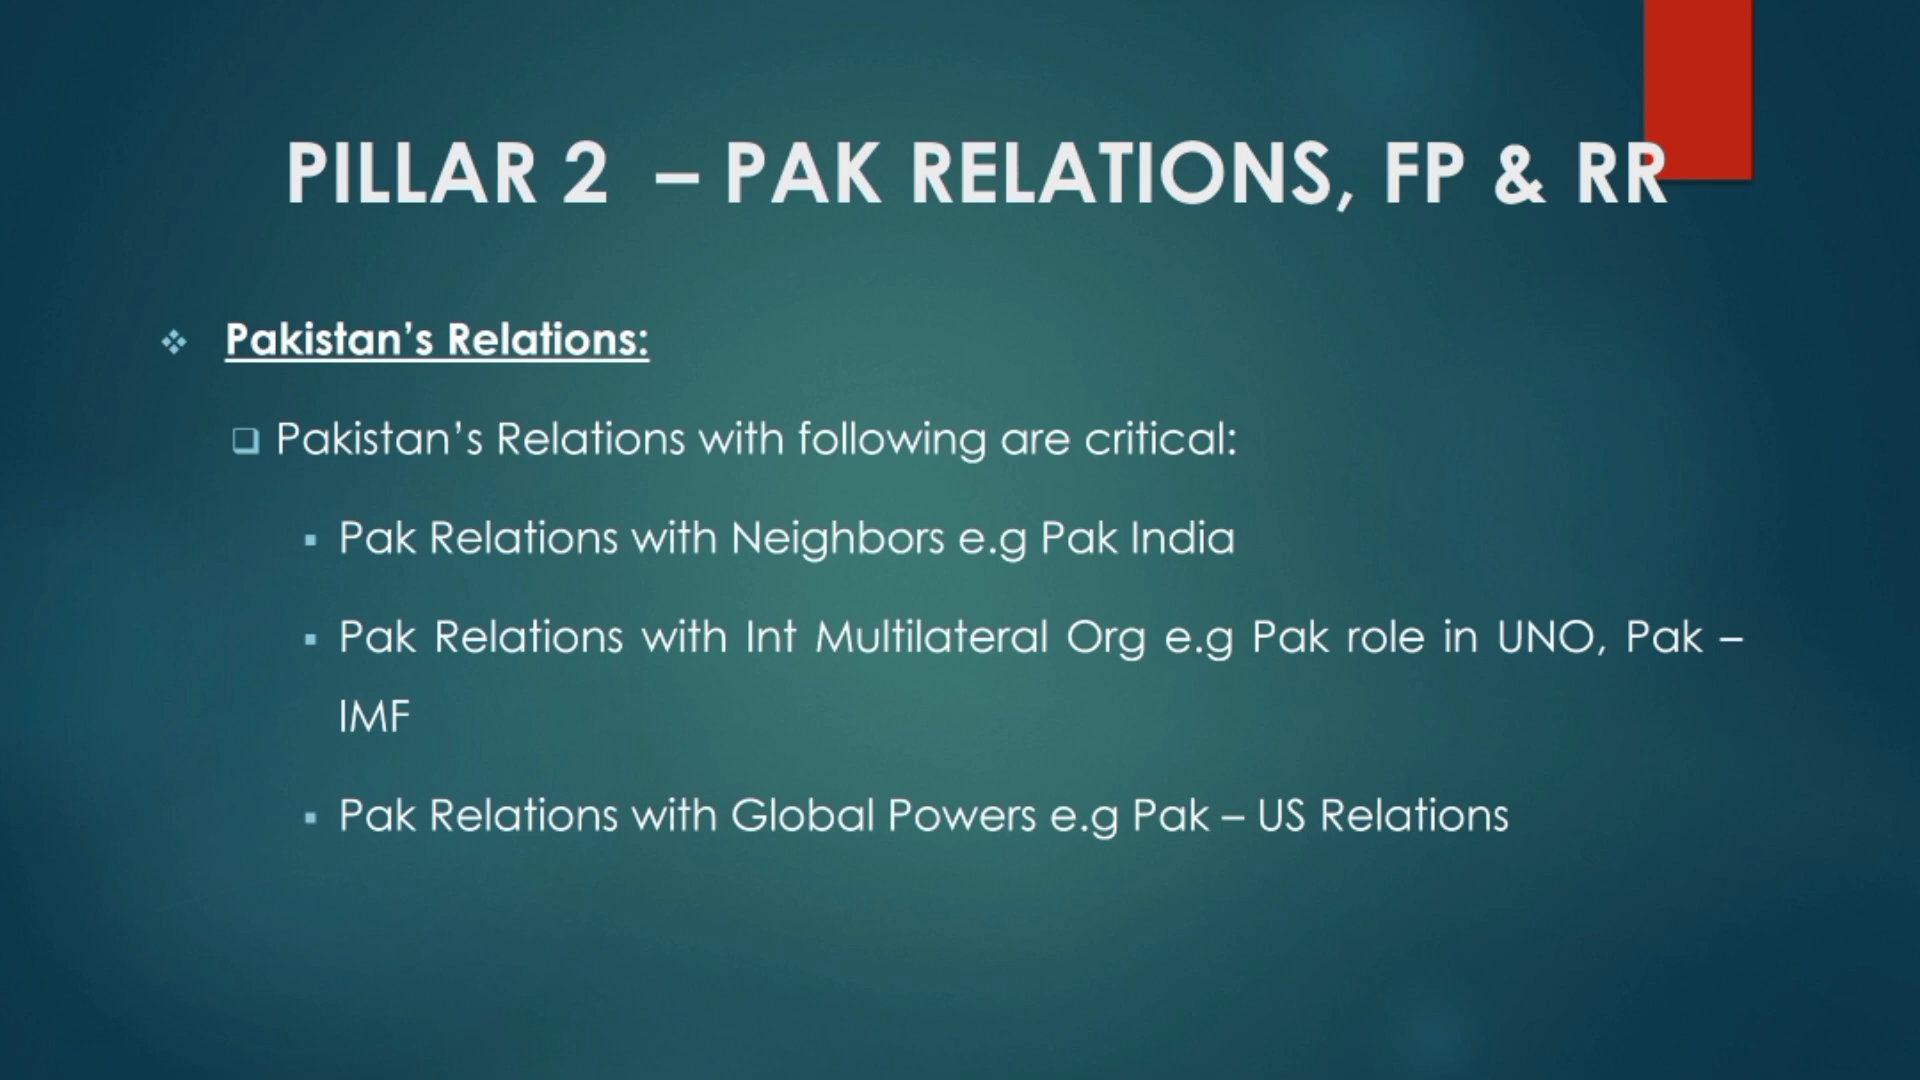 PILLAR 2 – PAK RELATIONS, FP & RR
Pakistan’s Relations:
Pakistan’s Relations with following are critical:
Pak Relations with Neighbors e.g Pak India
Pak Relations with Int Multilateral Org e.g Pak role in UNO, Pak –
IMF
Pak Relations with Global Powers e.g Pak – US Relations